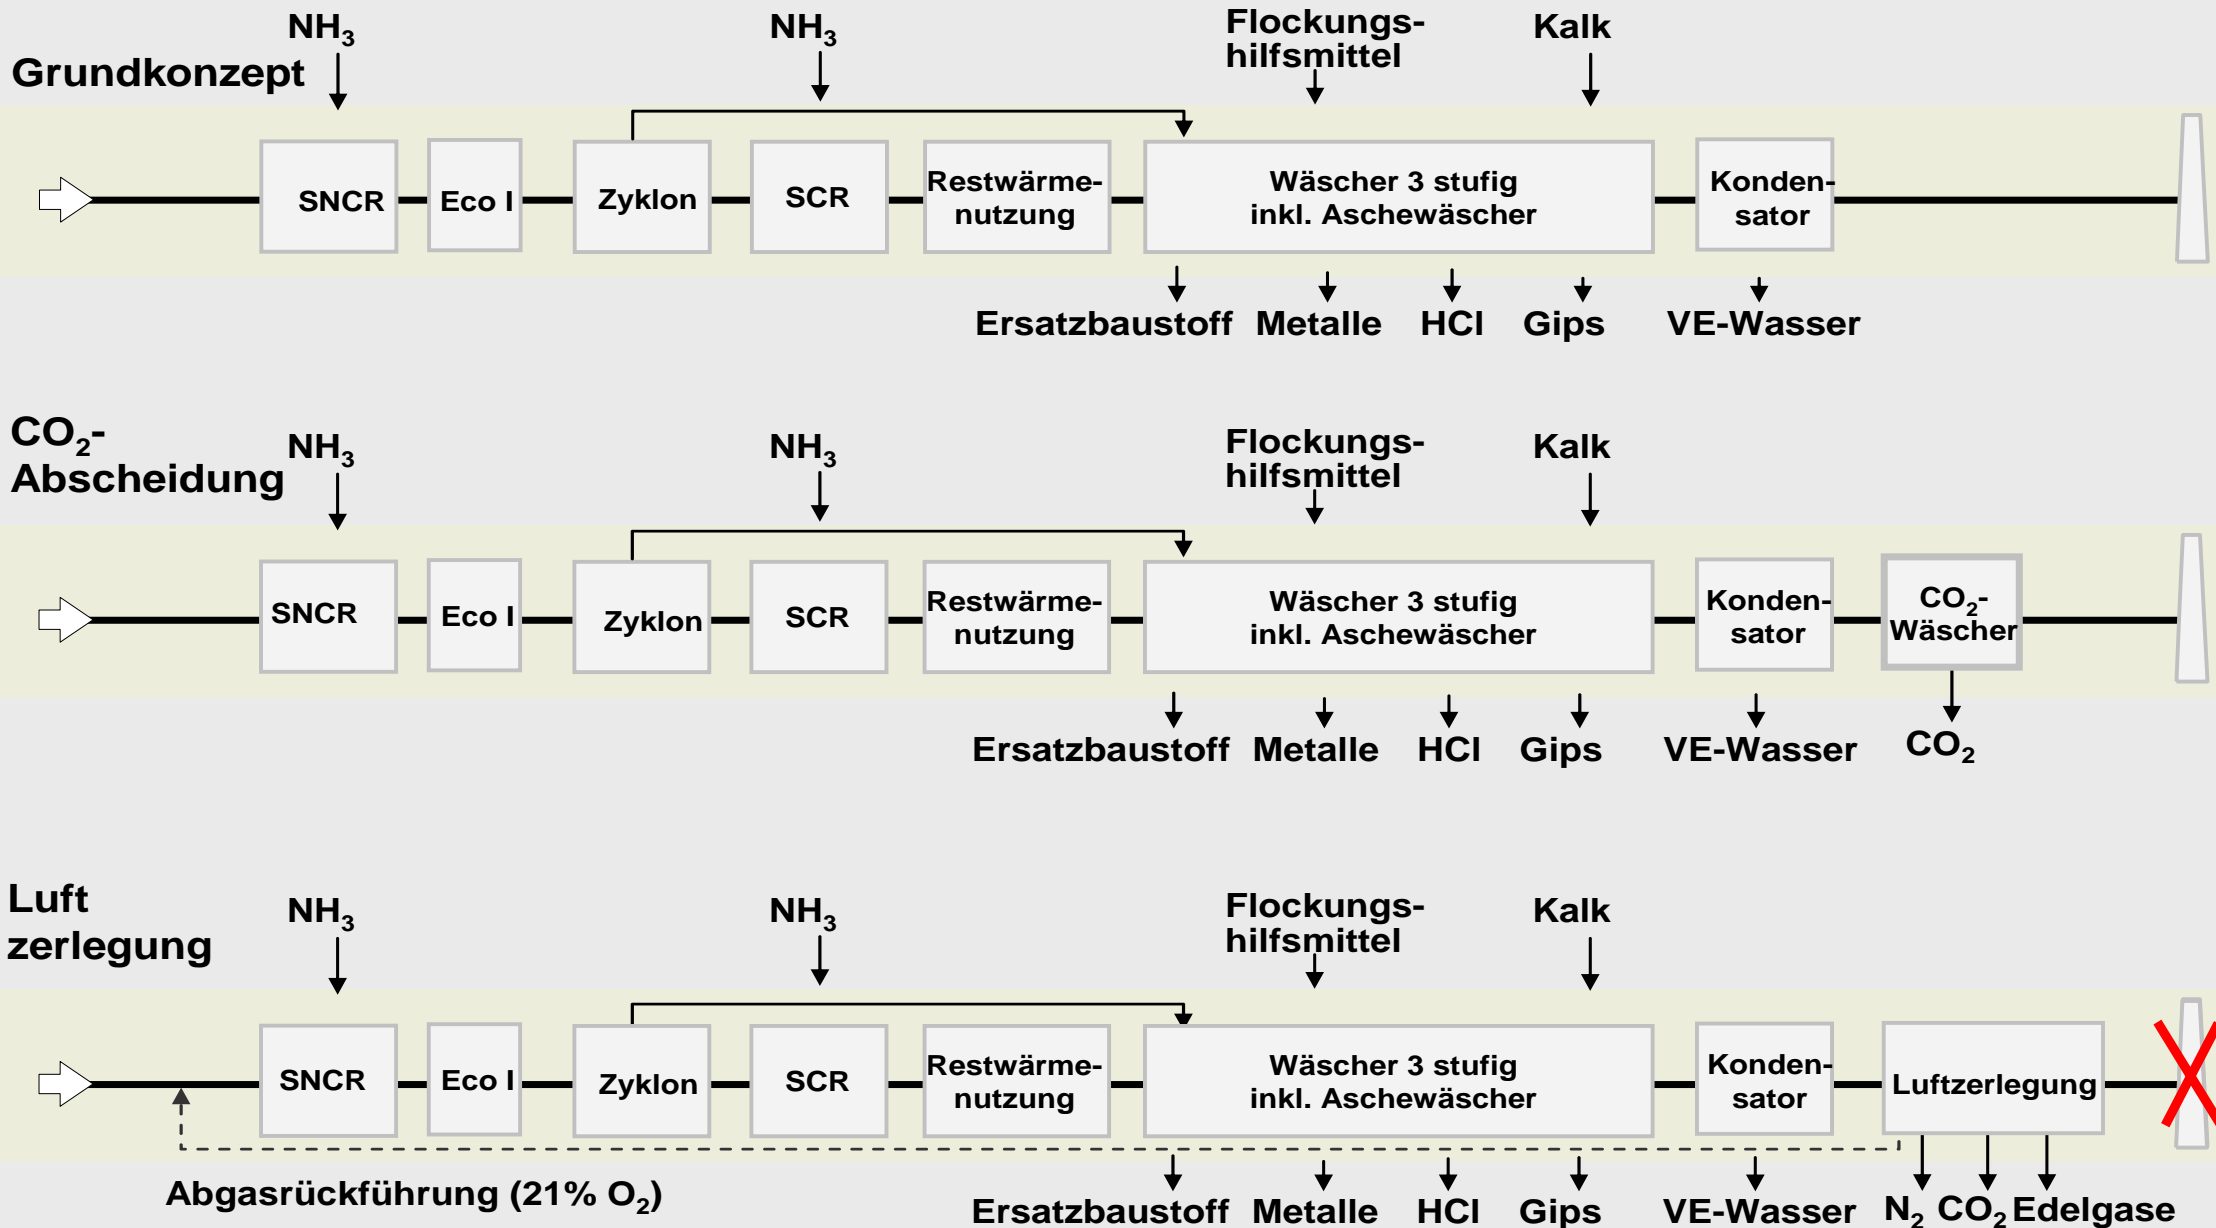 NH₃
NH₃
Flockungs-
hilfsmittel
Kalk
Grundkonzept
SNCR
Eco I
Zyklon
SCR
Restwärme-
nutzung
Wäscher 3 stufig
inkl. Aschewäscher
Konden-
sator
Ersatzbaustoff
Metalle
HCl
Gips
VE-Wasser
CO₂-
Abscheidung
NH₃
NH₃
Flockungs-
hilfsmittel
Kalk
SNCR
Eco I
Zyklon
SCR
Restwärme-
nutzung
Wäscher 3 stufig
inkl. Aschewäscher
Konden-
sator
CO₂-
Wäscher
Ersatzbaustoff
Metalle
HCl
Gips
VE-Wasser
CO₂
Luft
zerlegung
NH₃
NH₃
Flockungs-
hilfsmittel
Kalk
SNCR
Eco I
Zyklon
SCR
Restwärme-
nutzung
Wäscher 3 stufig
inkl. Aschewäscher
Konden-
sator
Luftzerlegung
Abgasrückführung (21% O₂)
Ersatzbaustoff
Metalle
HCl
Gips
VE-Wasser
N₂
CO₂
Edelgase